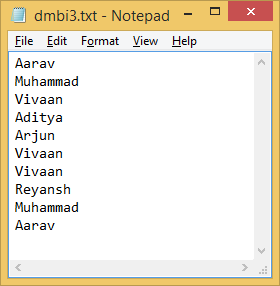 dmbi3.txt - Notepad
File Edit Format View Help
Aarav
Muhammad
Vivaan
Aditya
Arjun
Vivaan
Vivaan
Reyansh
Muhammad
Aarav